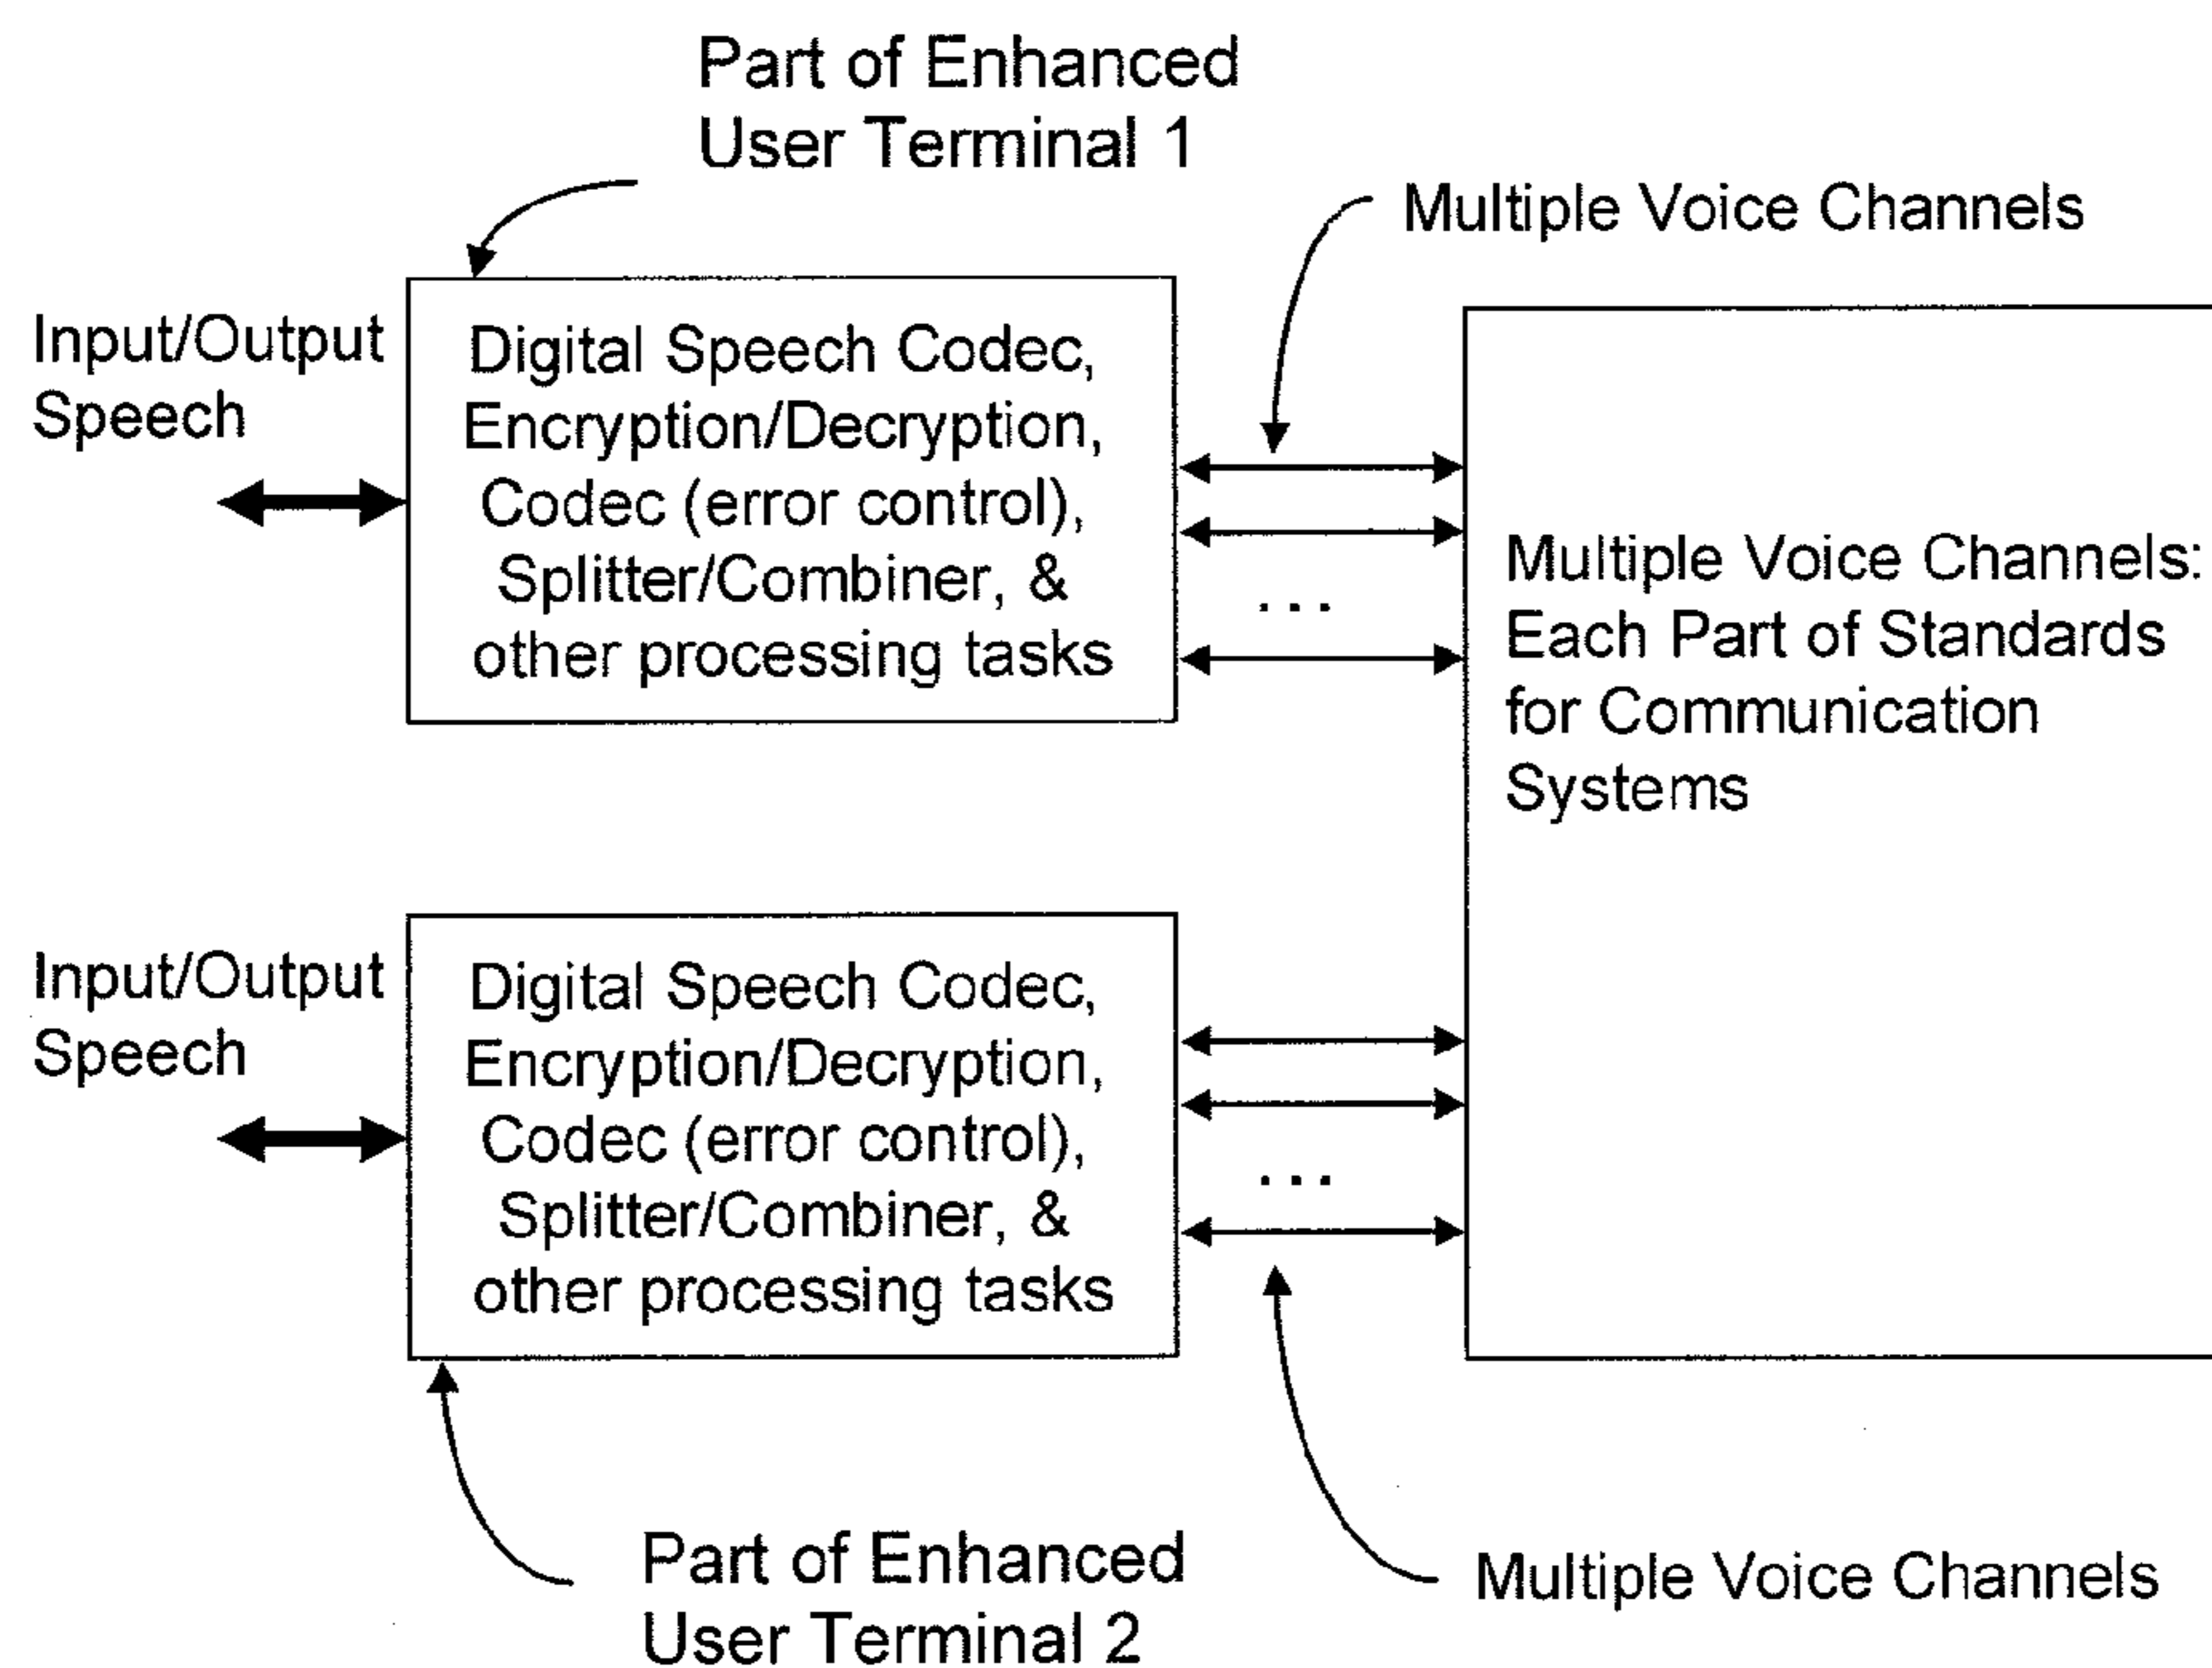 Part of Enhanced
User Terminal 1
Multiple Voice Channels
Input/Output
Speech
Digital Speech Codec,
Encryption/Decryption,
Codec (error control),
Splitter/Combiner, &
other processing tasks
...
Multiple Voice Channels:
Each Part of Standards
for Communication
Systems
Input/Output
Speech
Digital Speech Codec,
Encryption/Decryption,
Codec (error control),
Splitter/Combiner, &
other processing tasks
...
Part of Enhanced
User Terminal 2
Multiple Voice Channels